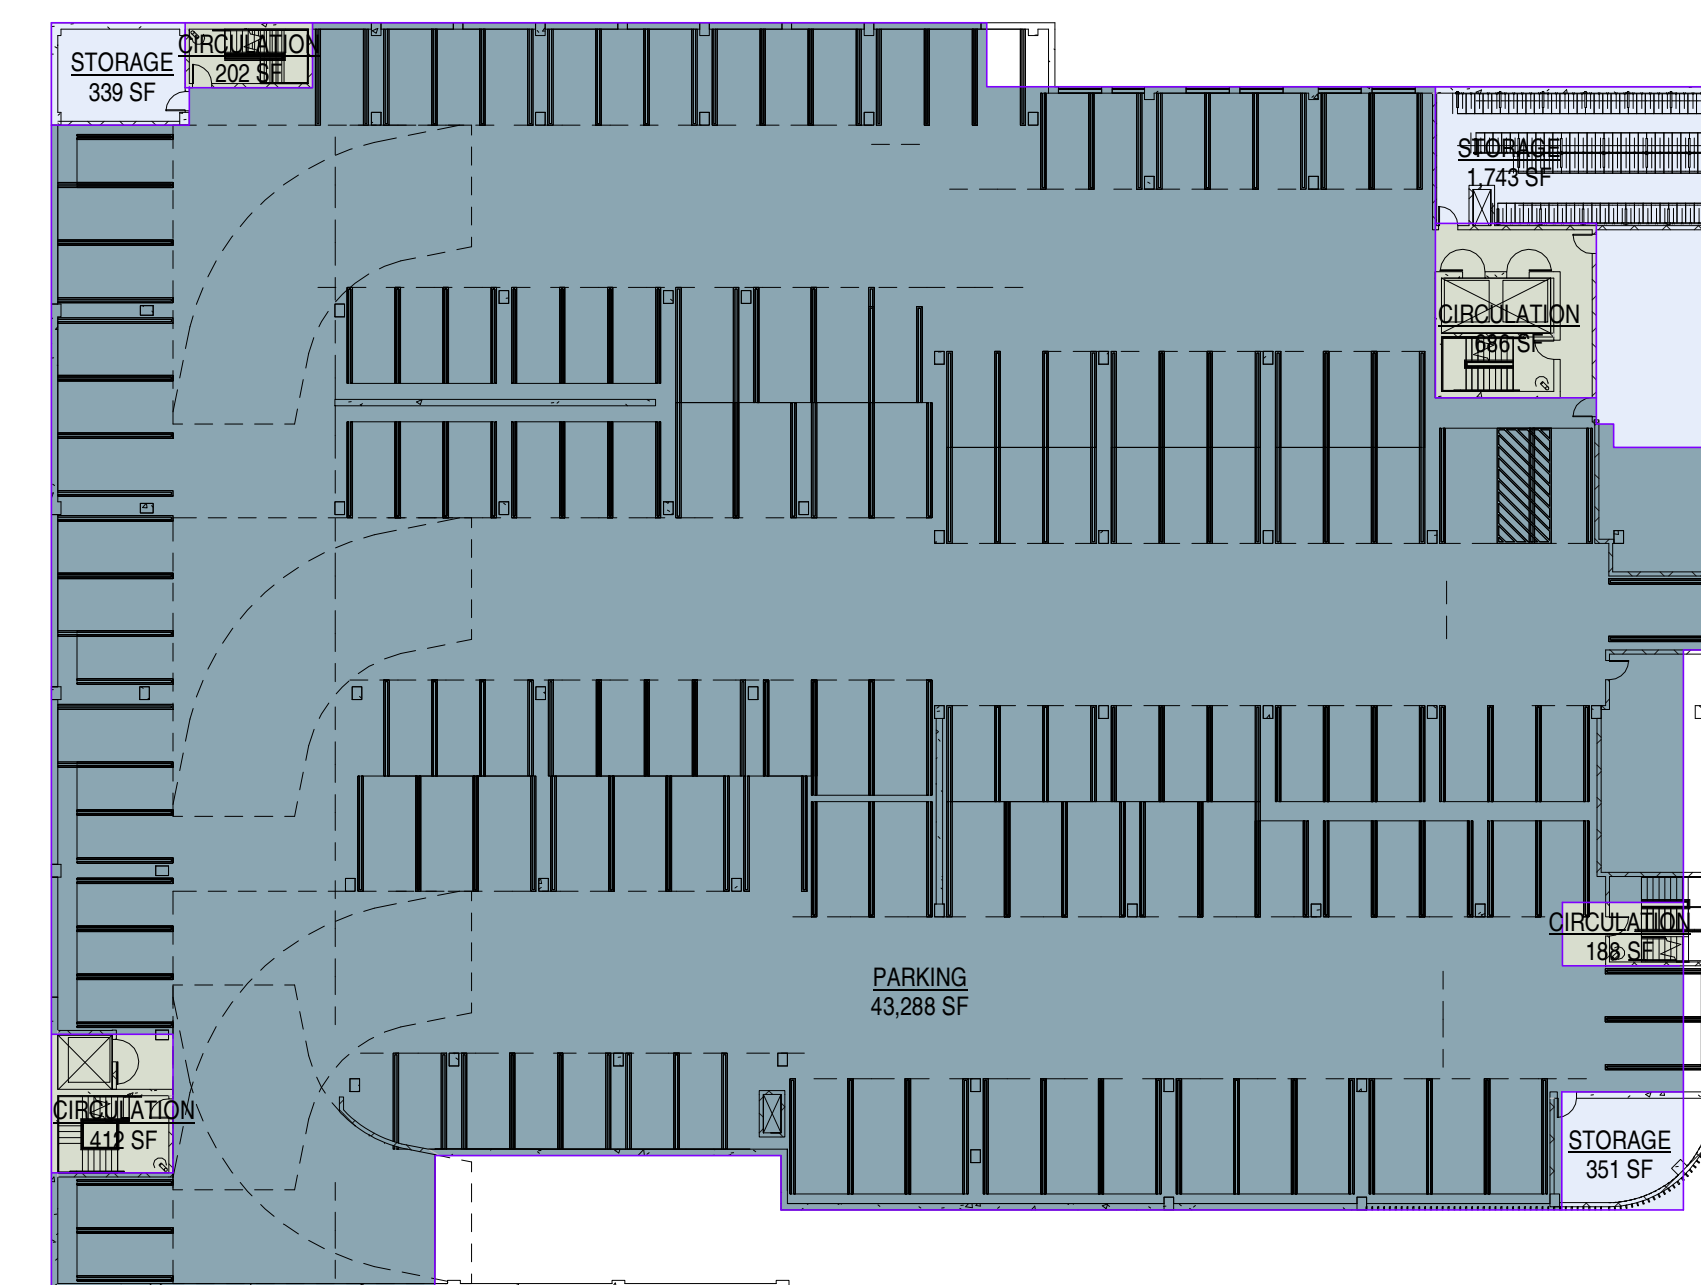 STORAGE
339 SF
CIRCULATION
202 SF
STORAGE
1,743 SF
CIRCULATION
686 SF
CIRCULATION
188 SF
PARKING
43,288 SF
CIRCULATION
412 SF
STORAGE
351 SF